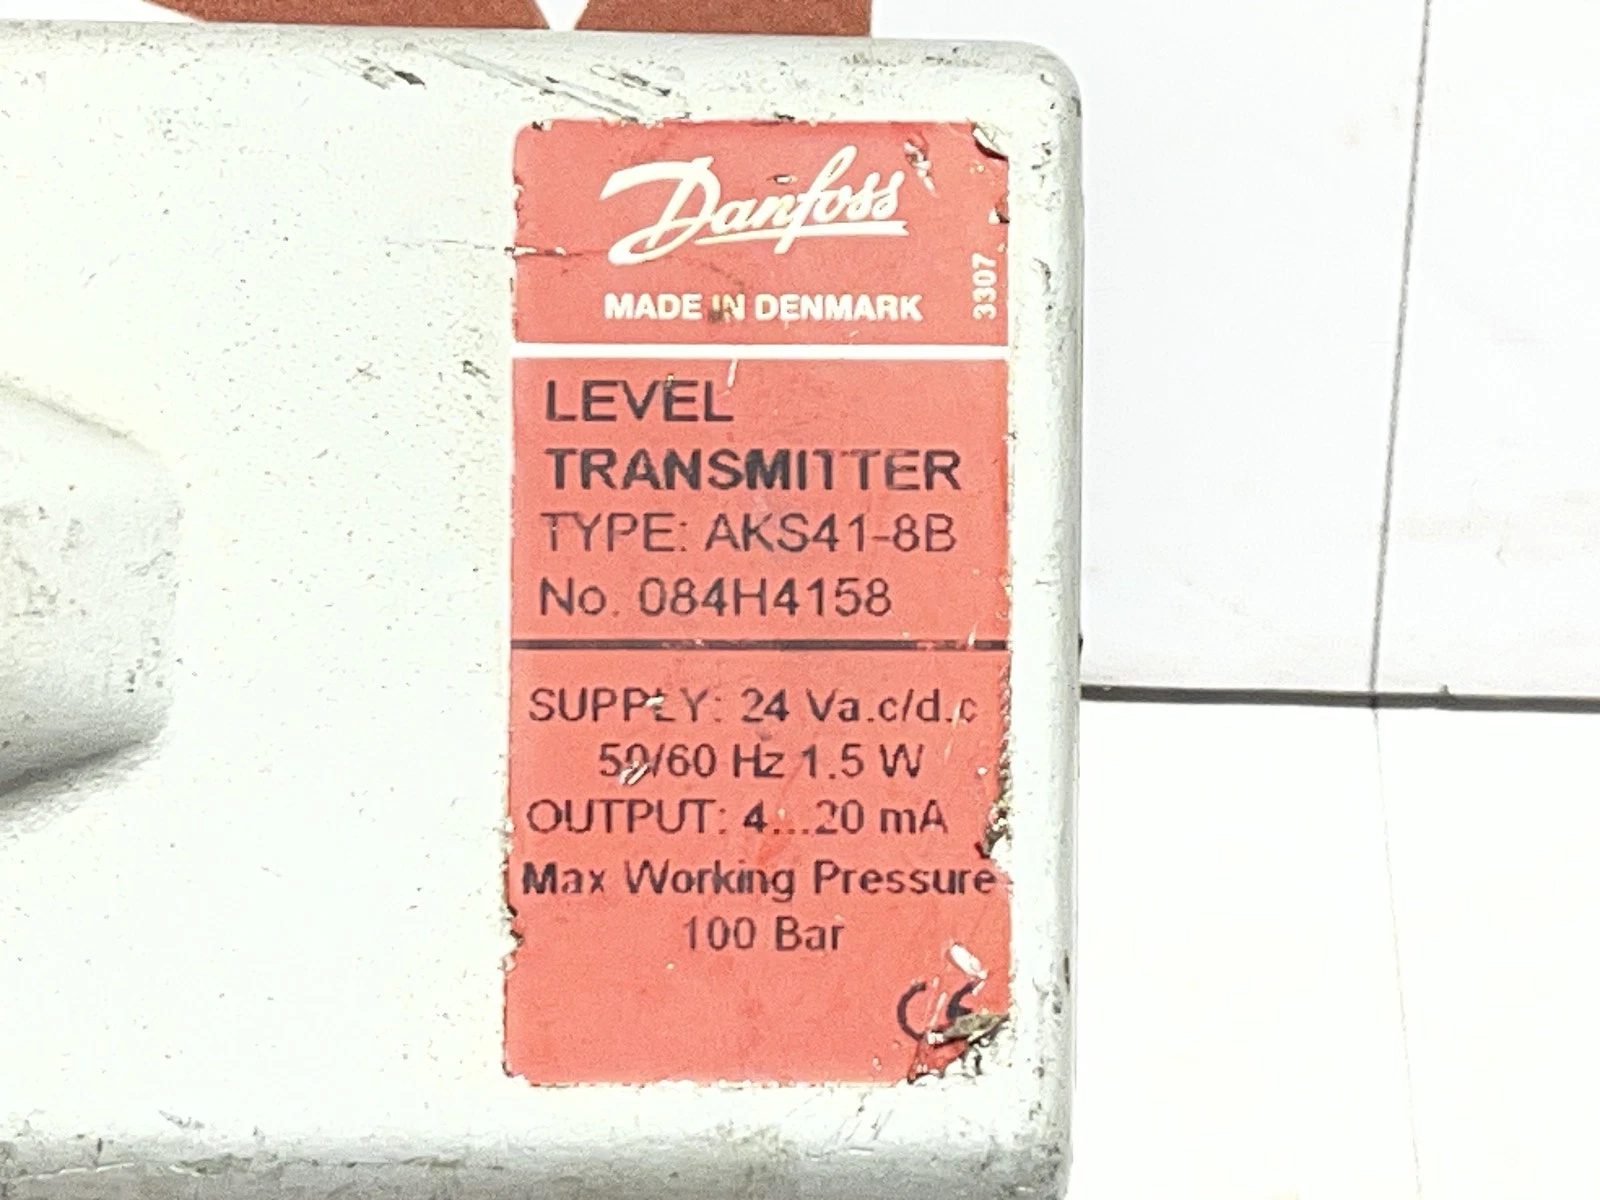 Danfoss
MADE IN DENMARK
3307
LEVEL
TRANSMITTER
TYPE: AKS41-8B
No. 084H4158
SUPPLY: 24 Va.c/d.c
50/60 Hz 1.5 W
OUTPUT: 4...20 mA
Max Working Pressure
100 Bar
CE